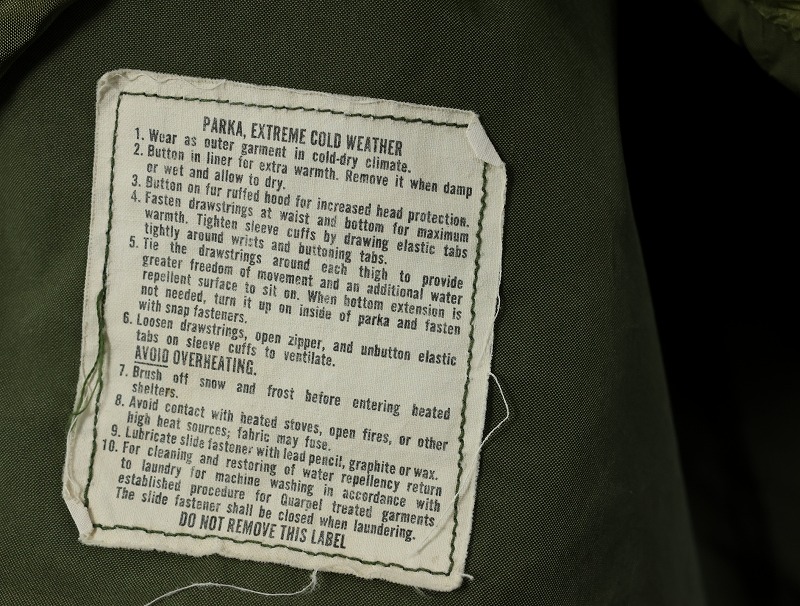 PARKA, EXTREME COLD WEATHER
1. Wear as outer garment in cold-dry climate.
2. Button in liner for extra warmth. Remove it when damp
or wet and allow to dry.
3. Button on fur ruffed hood for increased head protection.
4. Fasten drawstrings at waist and bottom for maximum
warmth. Tighten sleeve cuffs by drawing elastic tabs
tightly around wrists and buttoning tabs.
5. Tie the drawstrings around each thigh to provide
greater freedom of movement and an additional water
repellent surface to sit on. When bottom extension is
not needed, turn it up on inside of parka and fasten
with snap fasteners.
6. Loosen drawstrings, open zipper, and unbutton elastic
tabs on sleeve cuffs to ventilate.
AVOID OVERHEATING.
7. Brush off snow and frost before entering heated
shelters.
8. Avoid contact with heated stoves, open fires, or other
high heat sources; fabric may fuse.
9. Lubricate slide fastener with lead pencil, graphite or wax.
10. For cleaning and restoring of water repellency return
to laundry for machine washing in accordance with
established procedure for Quarpel treated garments
The slide fastener shall be closed when laundering.
DO NOT REMOVE THIS LABEL